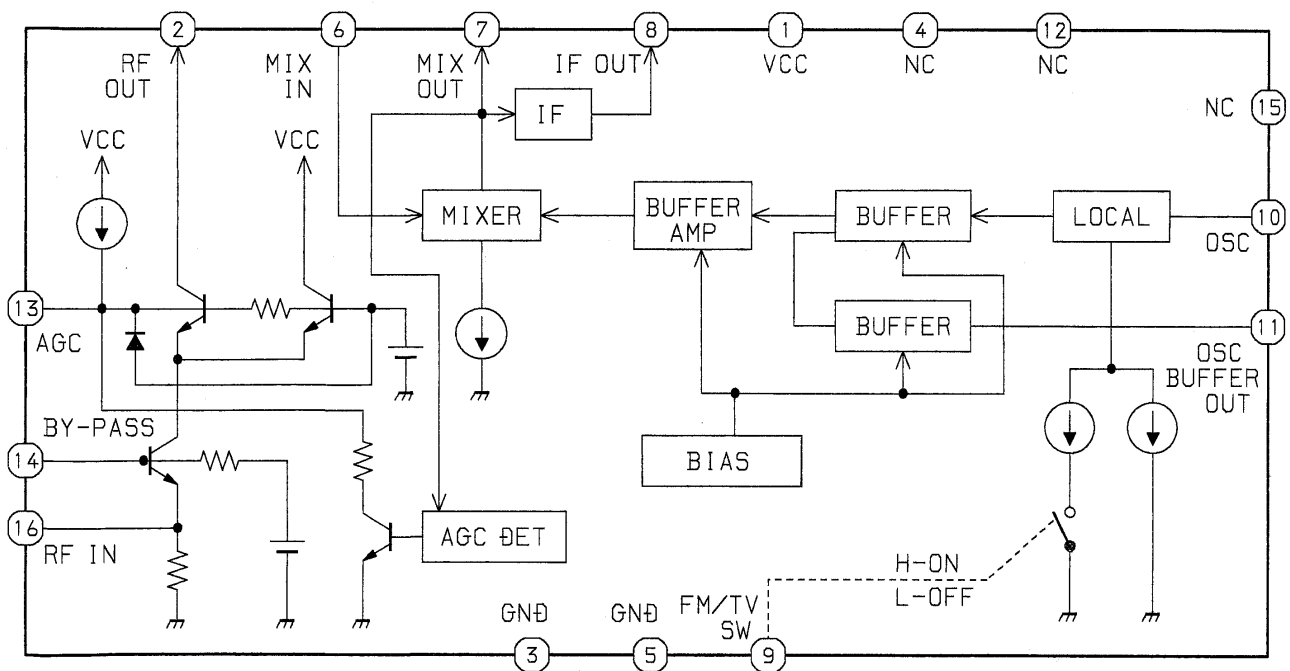 2
6
7
8
1
4
12
RF
OUT
MIX
IN
MIX
OUT
IF OUT
VCC
NC
NC
IF
NC
15
VCC
VCC
MIXER
BUFFER
AMP
BUFFER
LOCAL
10
OSC
13
AGC
BUFFER
11
OSC
BUFFER
OUT
BY-PASS
14
BIAS
16
RF IN
AGC DET
H-ON
L-OFF
GND
GND
FM/TV
SW
3
5
9